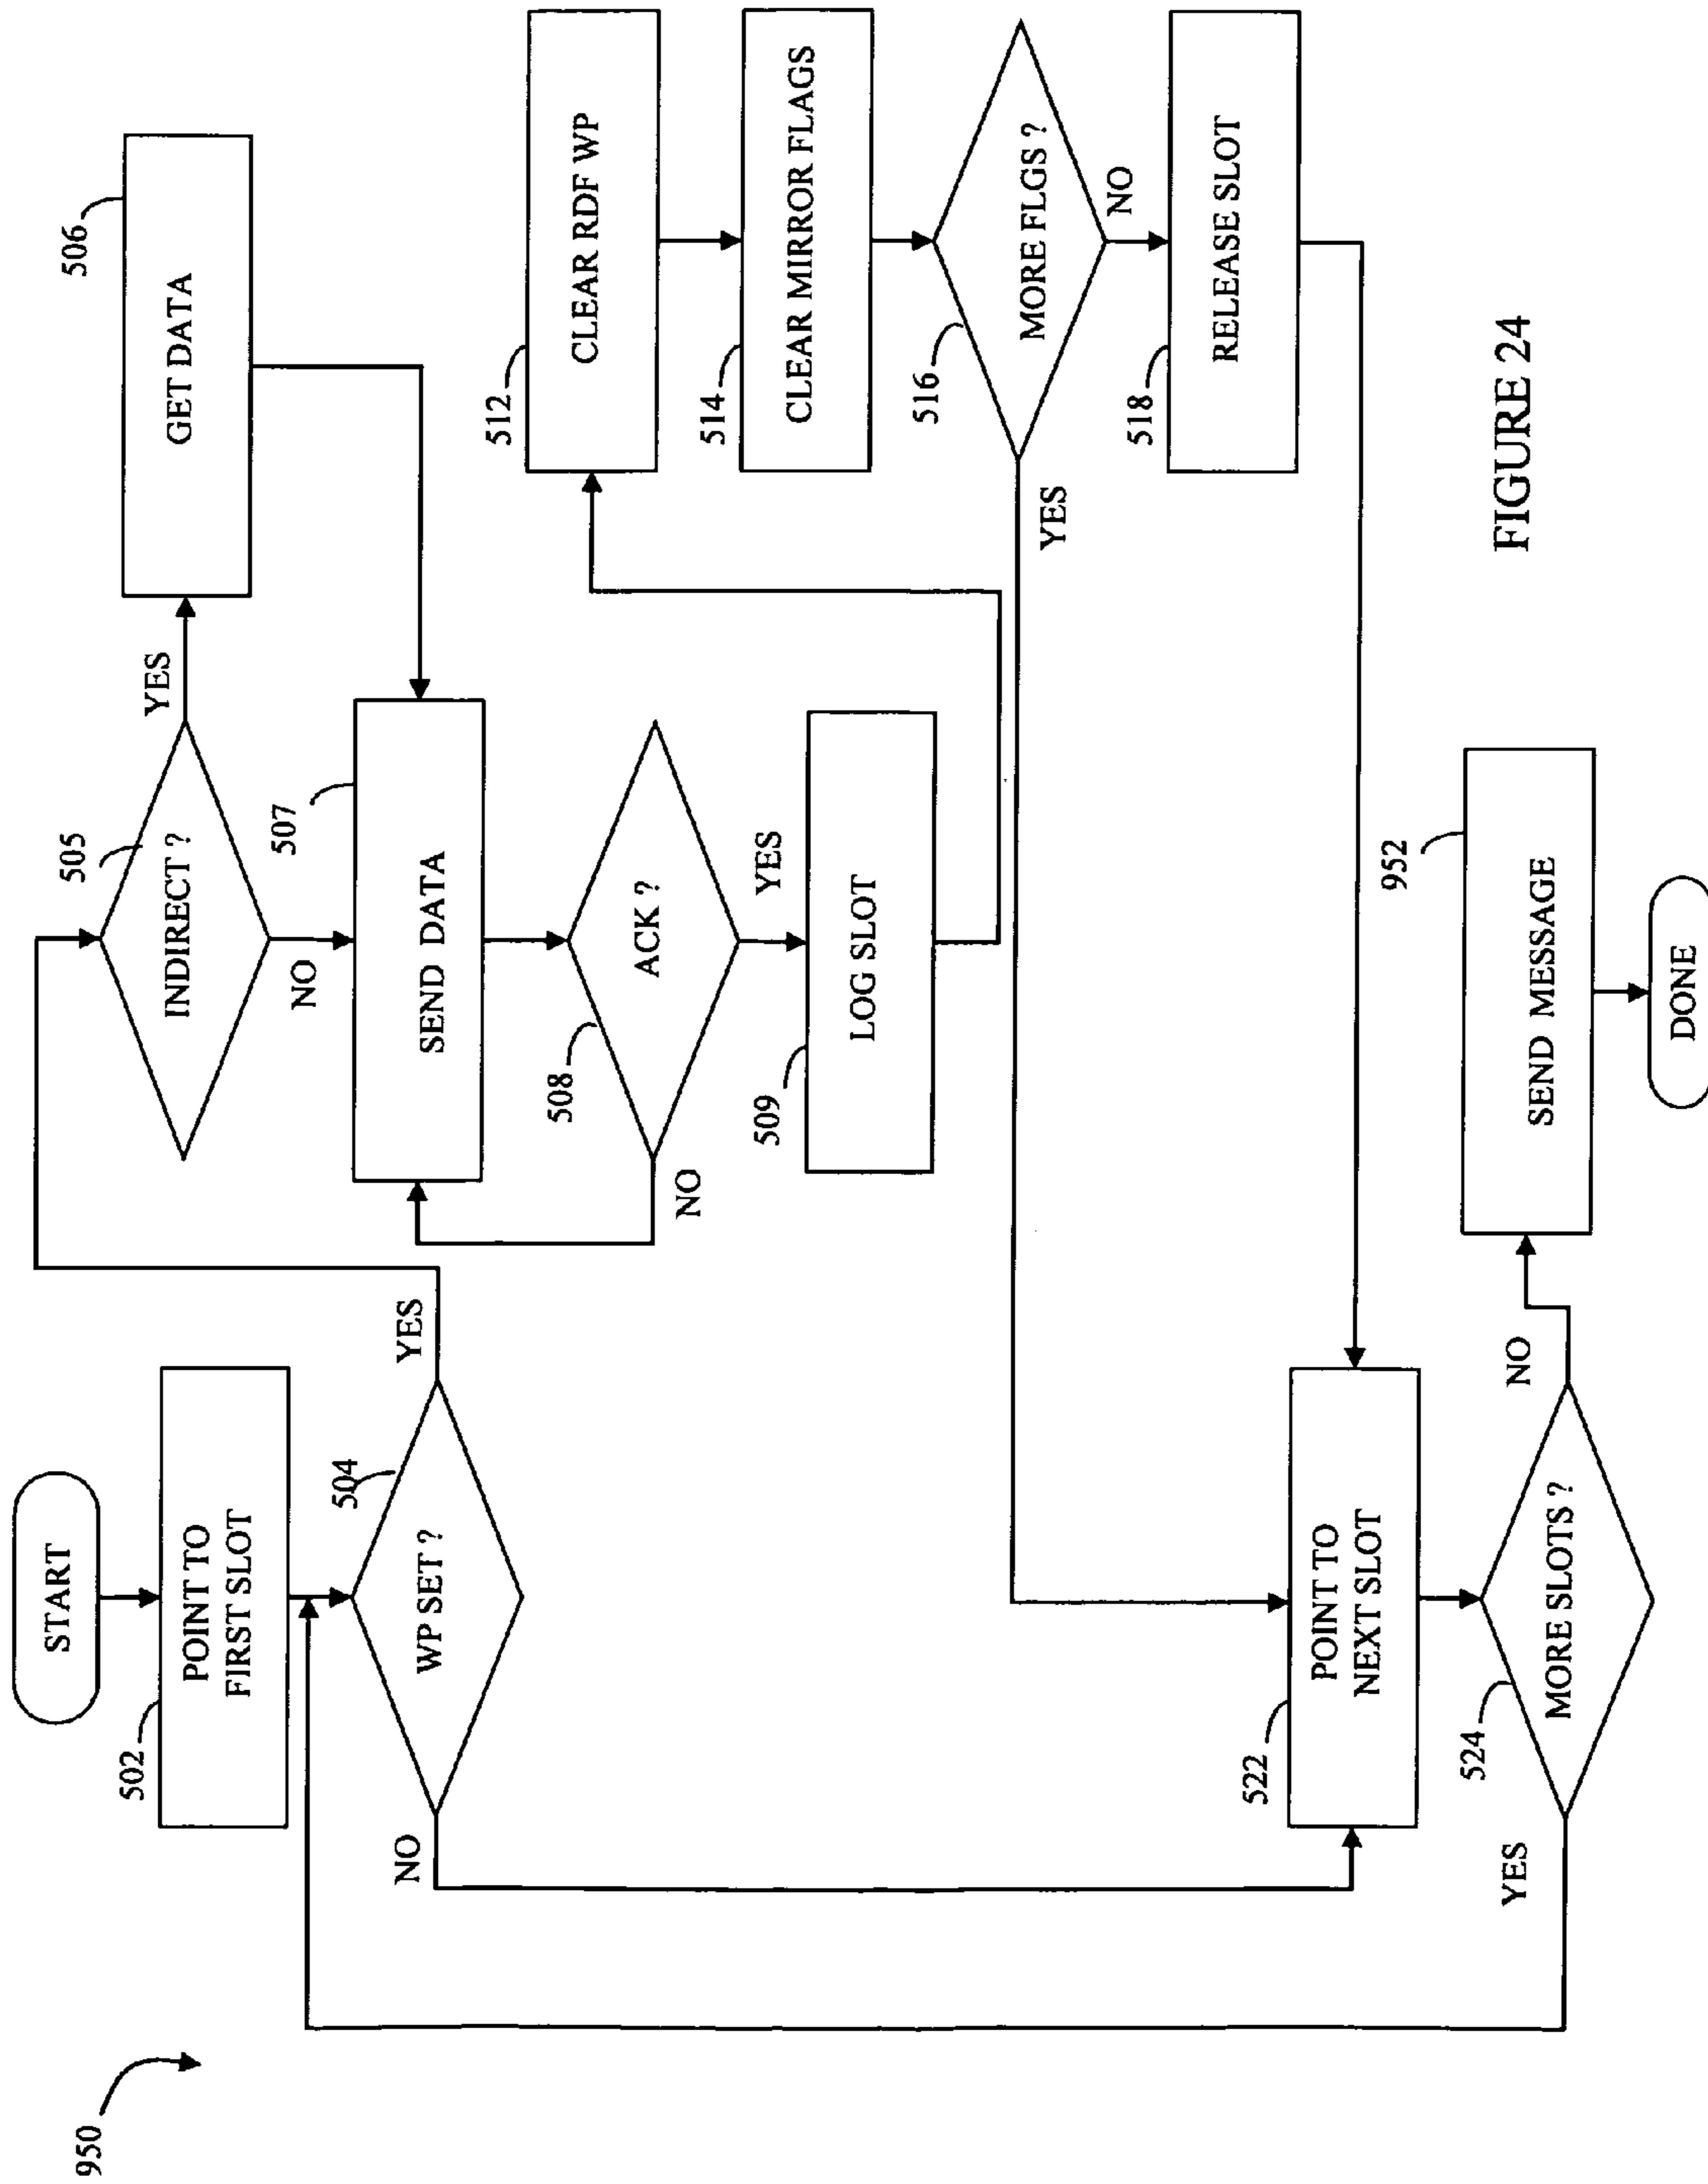 950
START
502
POINT TO
FIRST SLOT
504
WP SET ?
YES
NO
505
INDIRECT ?
YES
NO
506
GET DATA
507
SEND DATA
508
ACK ?
NO
YES
509
LOG SLOT
512
CLEAR RDF WP
514
CLEAR MIRROR FLAGS
516
MORE FLGS ?
YES
NO
518
RELEASE SLOT
522
POINT TO
NEXT SLOT
524
MORE SLOTS ?
YES
NO
952
SEND MESSAGE
DONE
FIGURE 24